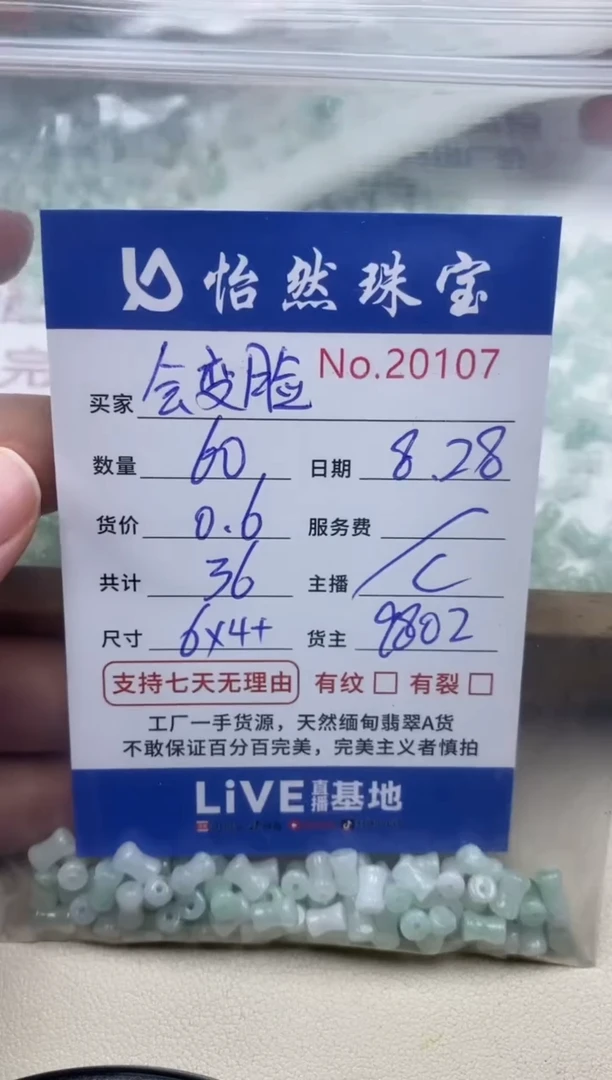 怡然珠宝
No.20107
买家 会变脸
数量 60 日期 8.28
货价 0.6 服务费 /
共计 36 主播 C
尺寸 6x4+ 货主 9802
支持七天无理由 有纹 有裂
工厂一手货源，天然缅甸翡翠A货
不敢保证百分百完美，完美主义者慎拍
LiVE直播基地